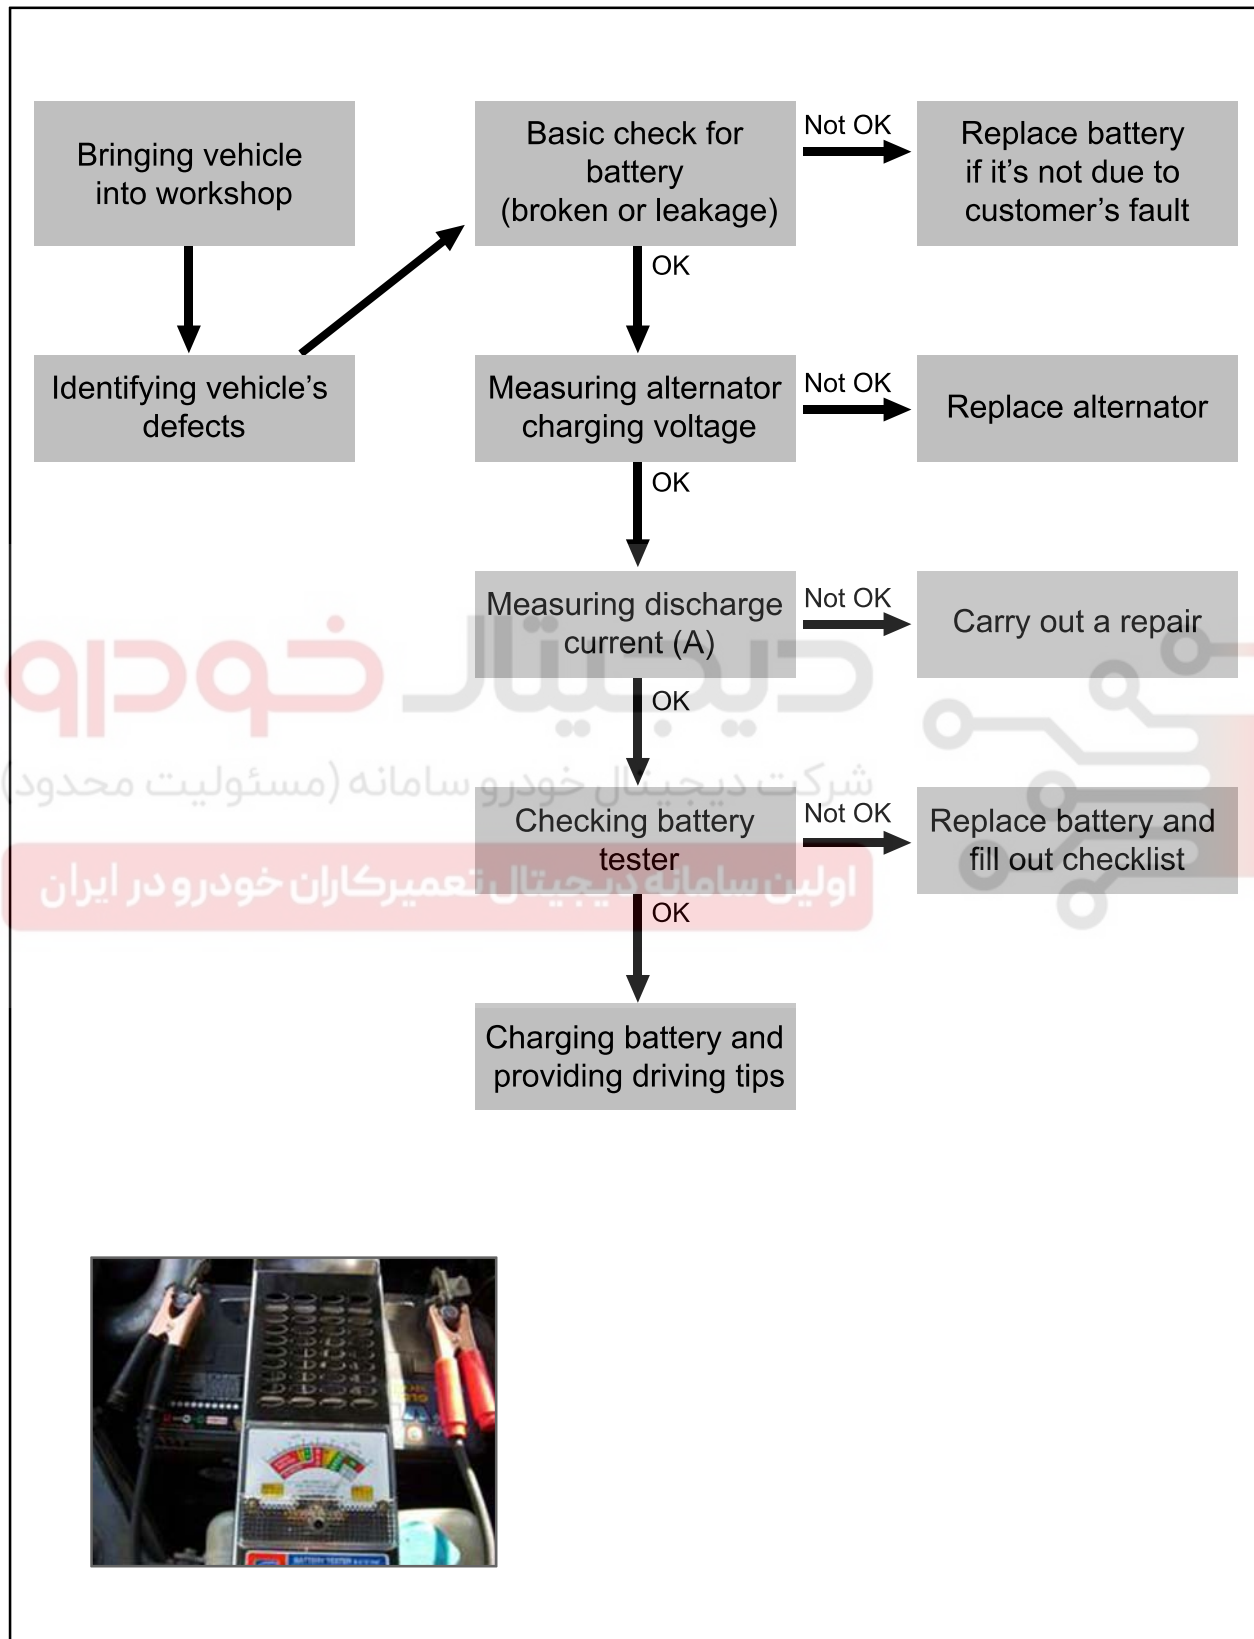 Bringing vehicle
into workshop
Identifying vehicle’s
defects
Basic check for
battery
(broken or leakage)
Not OK
Replace battery
if it’s not due to
customer’s fault
OK
Measuring alternator
charging voltage
Not OK
Replace alternator
OK
Measuring discharge
current (A)
Not OK
Carry out a repair
OK
دیجیتال خودرو
شرکت دیجیتال خودرو سامانه (مسئولیت محدود)
Checking battery
tester
Not OK
Replace battery and
fill out checklist
اولین سامانه دیجیتال تعمیرکاران خودرو در ایران
OK
Charging battery and
providing driving tips
BATTERY TESTER